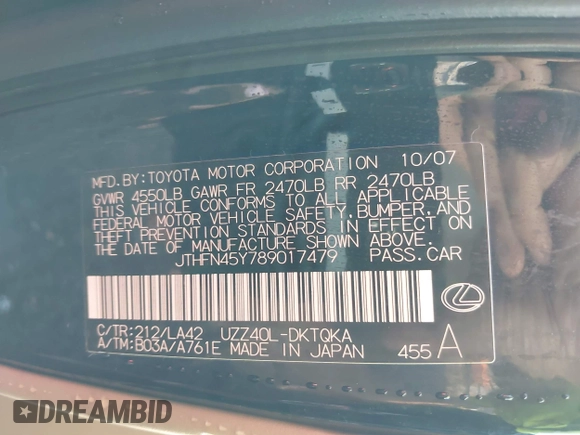 MFD. BY: TOYOTA MOTOR CORPORATION 10/07
GVWR 4550LB GAWR FR 2470LB RR 2470LB
THIS VEHICLE CONFORMS TO ALL APPLICABLE
FEDERAL MOTOR VEHICLE SAFETY, BUMPER, AND
THEFT PREVENTION STANDARDS IN EFFECT ON
THE DATE OF MANUFACTURE SHOWN ABOVE.
JTHFN45Y789017479 PASS. CAR
C/TR: 212/LA42 UZZ40L-DKTQKA
A/TM: B03A/A761E MADE IN JAPAN 455 A
DREAMBID